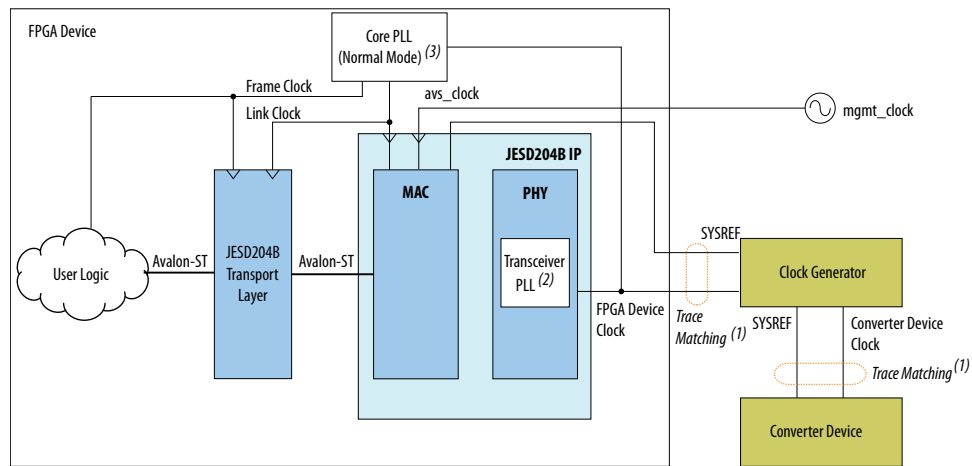 FPGA Device
Core PLL
(Normal Mode) (3)
Frame Clock
avs_clock
Link Clock
mgmt_clock
JESD204B IP
MAC
PHY
SYSREF
User Logic
Avalon-ST
JESD204B
Transport
Layer
Avalon-ST
Transceiver
PLL (2)
Clock Generator
FPGA Device
Clock
Trace
Matching (1)
SYSREF
Converter Device
Clock
Trace Matching (1)
Converter Device